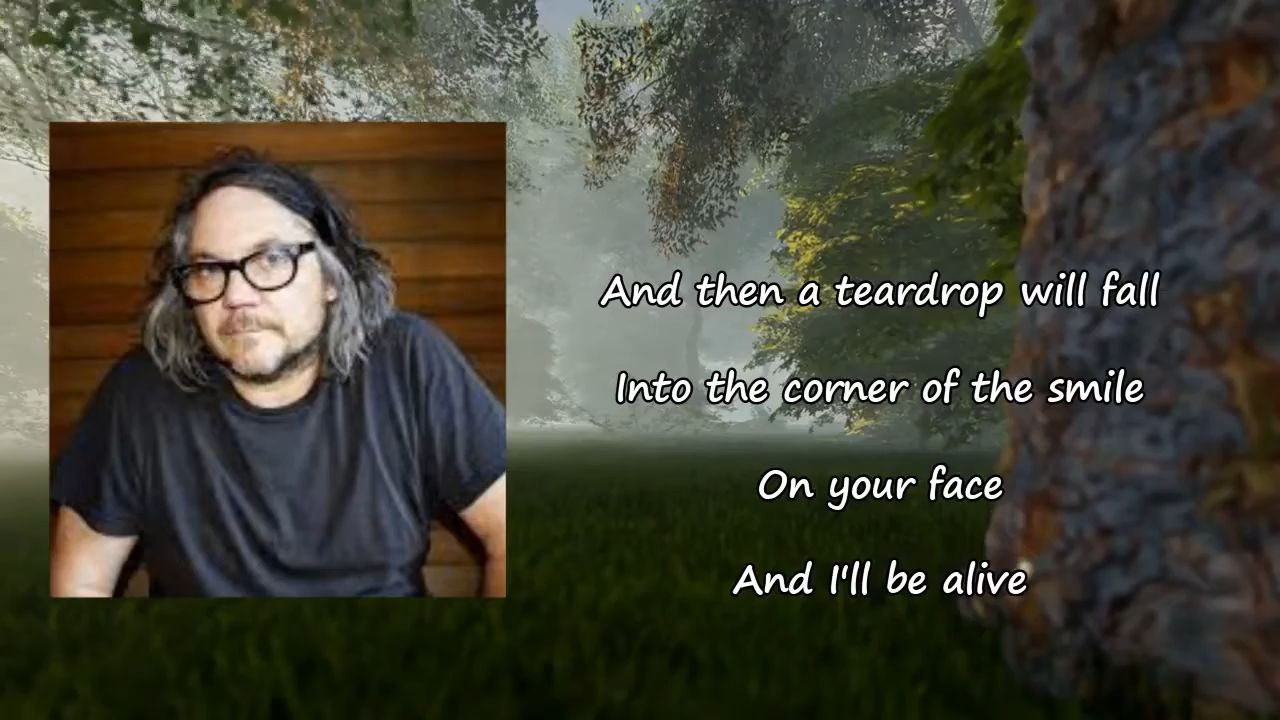 And then a teardrop will fall
Into the corner of the smile
On your face
And I'll be alive